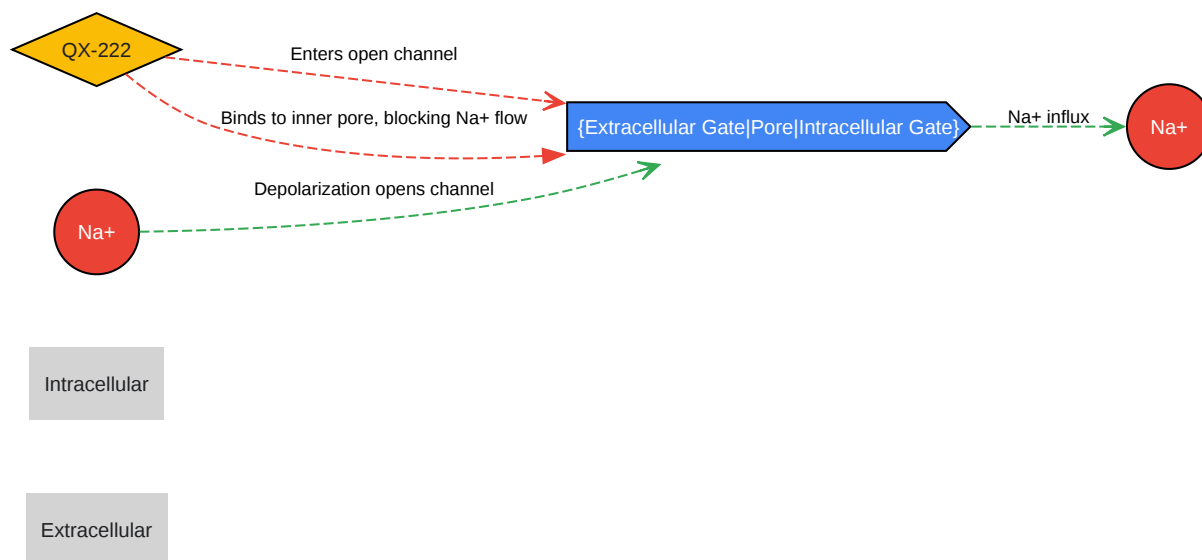 QX-222
Enters open channel
Binds to inner pore, blocking Na+ flow
{Extracellular Gate|Pore|Intracellular Gate}
Na+ influx
Na+
Depolarization opens channel
Na+
Intracellular
Extracellular